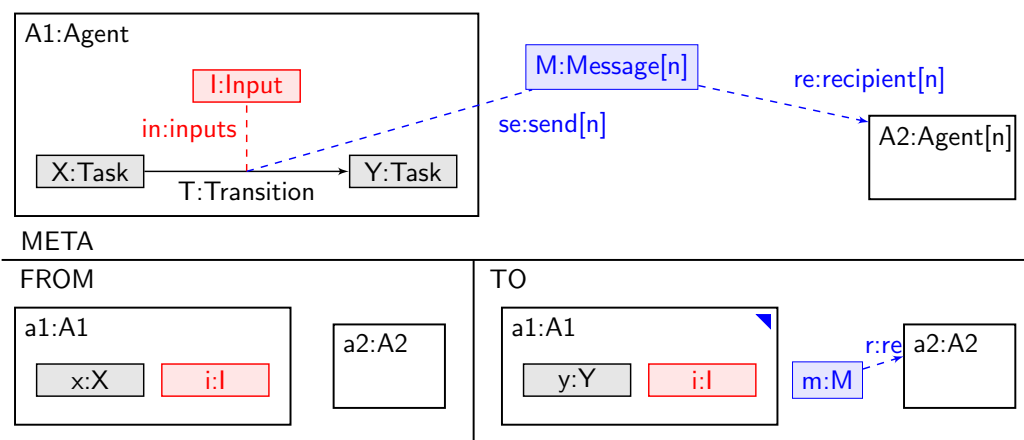 A1:Agent
I:Input
in:inputs
X:Task
Y:Task
T:Transition
M:Message[n]
se:send[n]
re:recipient[n]
A2:Agent[n]
META
FROM
a1:A1
x:X
i:I
a2:A2
TO
a1:A1
y:Y
i:I
m:M
r:re
a2:A2